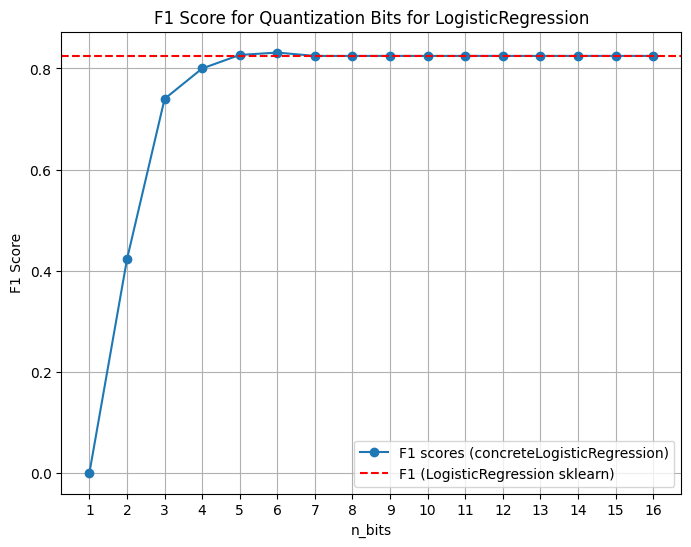 F1 Score for Quantization Bits for LogisticRegression
F1 Score
0.8
0.6
0.4
0.2
0.0
F1 scores (concreteLogisticRegression)
F1 (LogisticRegression sklearn)
1 2 3 4 5 6 7 8 9 10 11 12 13 14 15 16
n_bits